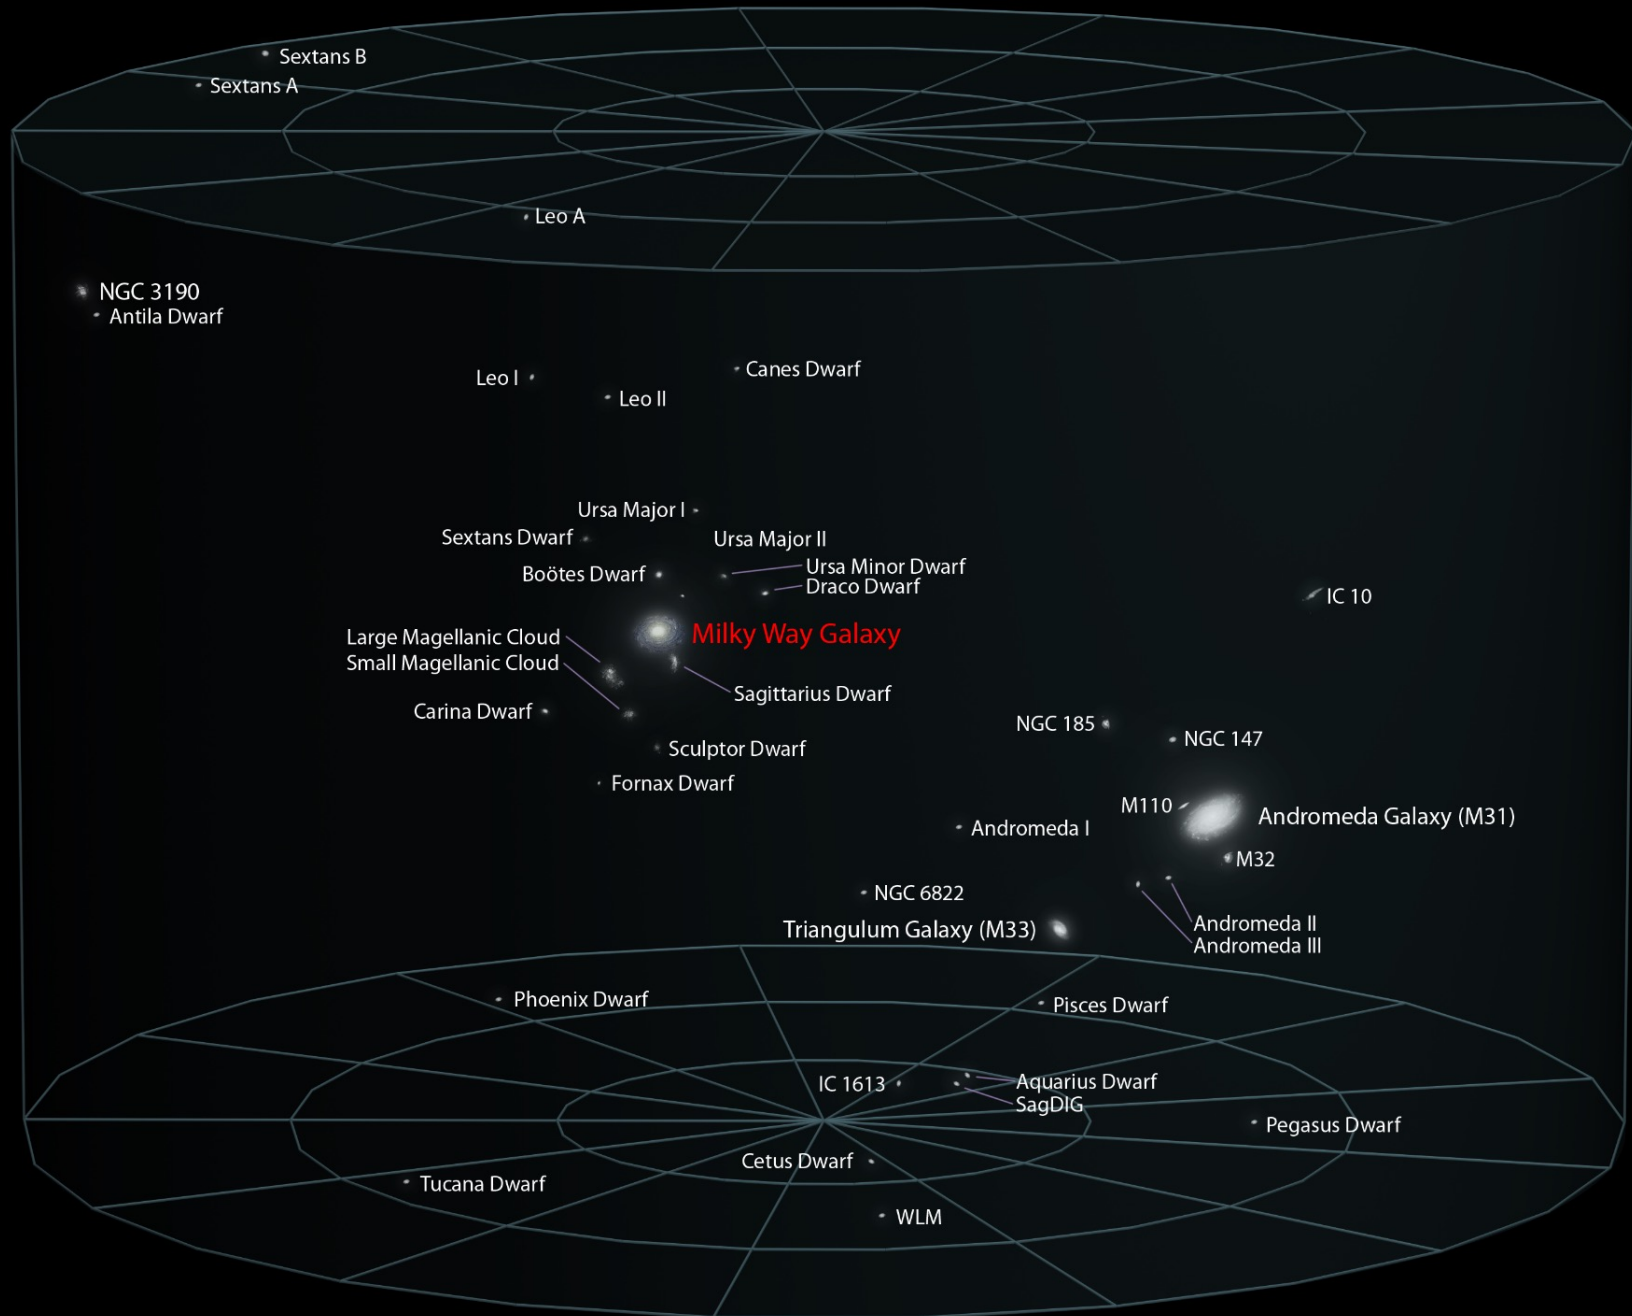 Sextans B
Sextans A
Leo A
NGC 3190
Antila Dwarf
Canes Dwarf
Leo I
Leo II
Ursa Major I
Sextans Dwarf
Ursa Major II
Ursa Minor Dwarf
Boötes Dwarf
Draco Dwarf
IC 10
Milky Way Galaxy
Large Magellanic Cloud
Small Magellanic Cloud
Sagittarius Dwarf
Carina Dwarf
NGC 185
NGC 147
Sculptor Dwarf
Fornax Dwarf
M110
Andromeda Galaxy (M31)
Andromeda I
M32
NGC 6822
Andromeda II
Triangulum Galaxy (M33)
Andromeda III
Phoenix Dwarf
Pisces Dwarf
Aquarius Dwarf
IC 1613
SagDIG
Pegasus Dwarf
Cetus Dwarf
Tucana Dwarf
WLM